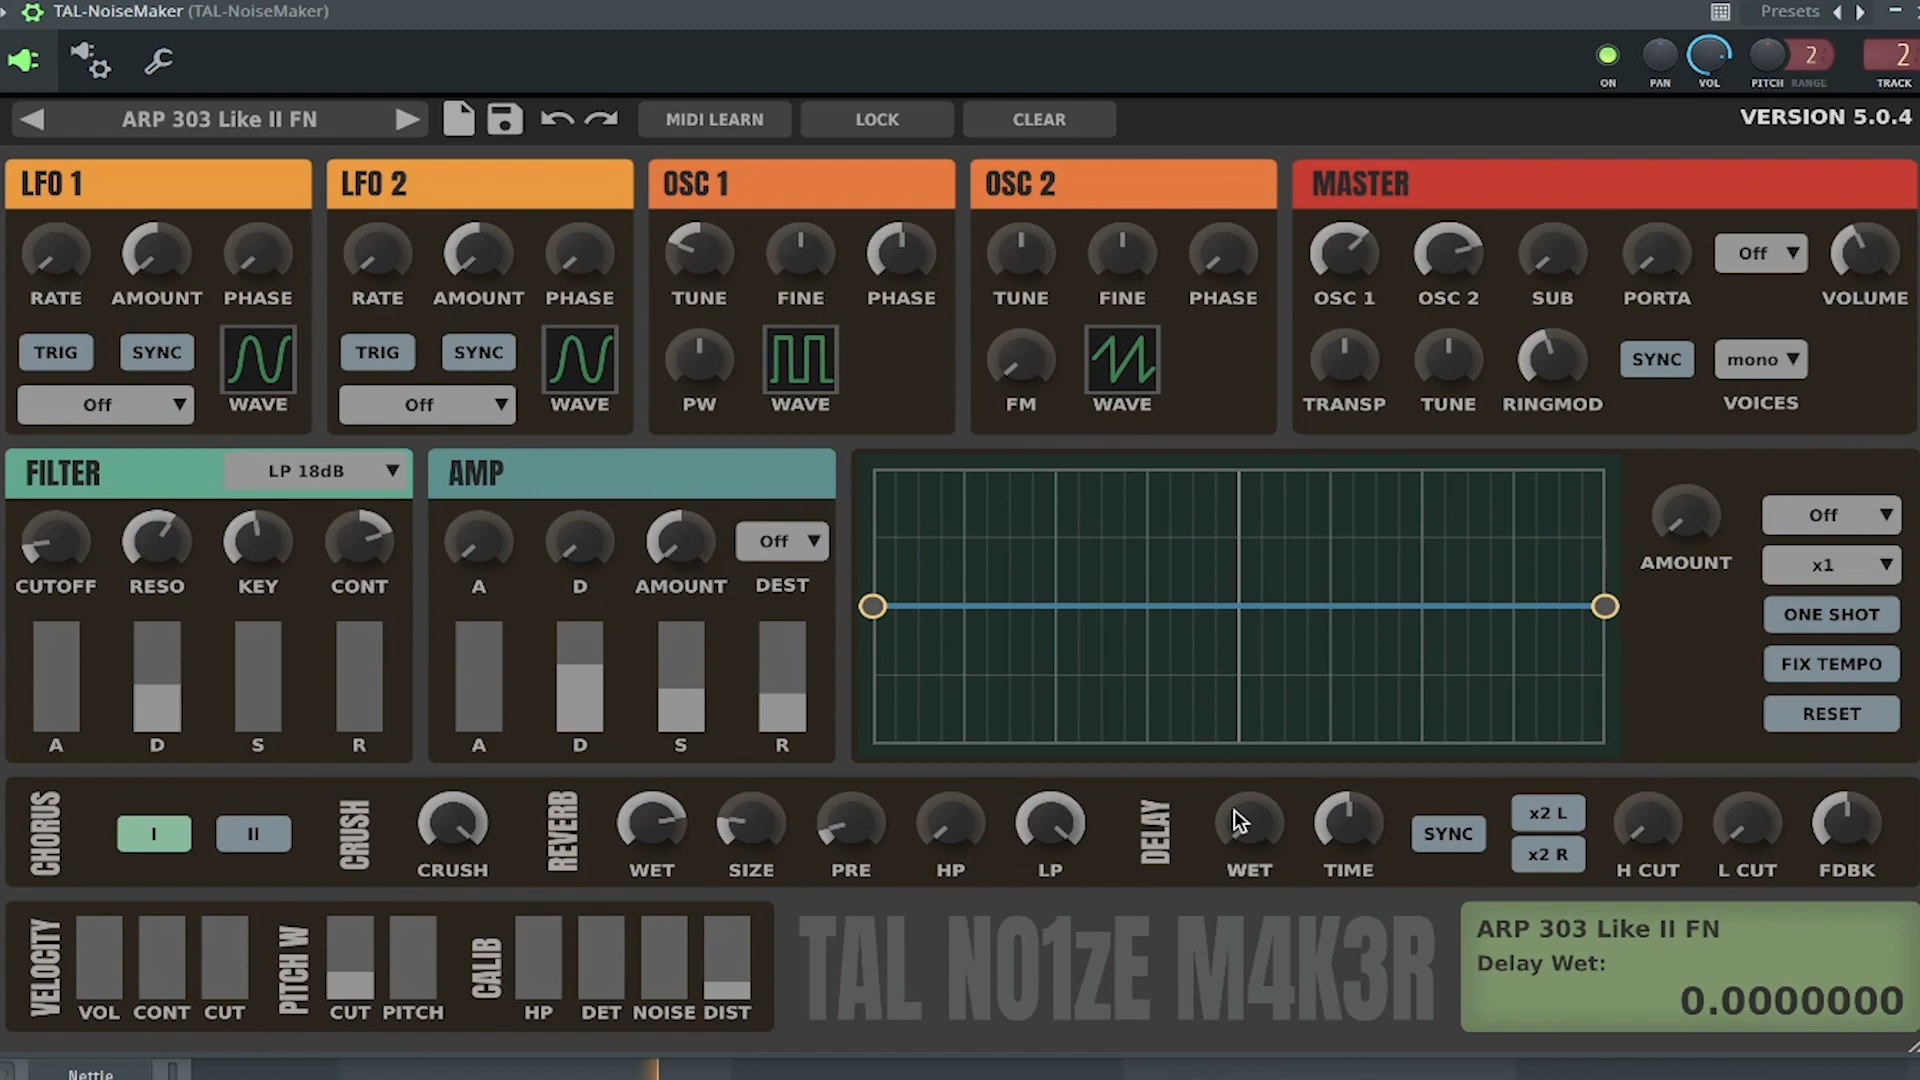 TAL-NoiseMaker (TAL-NoiseMaker)
Presets
2
2
ON PAN VOL PITCH RANGE TRACK
ARP 303 Like II FN
MIDI LEARN LOCK CLEAR
VERSION 5.0.4
LFO 1
RATE AMOUNT PHASE
TRIG SYNC
Off
WAVE
LFO 2
RATE AMOUNT PHASE
TRIG SYNC
Off
WAVE
OSC 1
TUNE FINE PHASE
PW WAVE
OSC 2
TUNE FINE PHASE
FM WAVE
MASTER
Off
OSC 1 OSC 2 SUB PORTA VOLUME
SYNC mono
TRANSP TUNE RINGMOD VOICES
FILTER LP 18dB
CUTOFF RESO KEY CONT
A D S R
AMP
Off
A D AMOUNT DEST
A D S R
AMOUNT
Off
x1
ONE SHOT
FIX TEMPO
RESET
CHORUS
I II
CRUSH
CRUSH
REVERB
WET SIZE PRE HP LP
DELAY
WET TIME
SYNC
x2 L
x2 R
H CUT L CUT FDBK
VELOCITY
VOL CONT CUT
PITCH W
CUT PITCH
CALIB
HP DET NOISE DIST
TAL N01zE M4K3R
ARP 303 Like II FN
Delay Wet:
0.0000000
Nettle